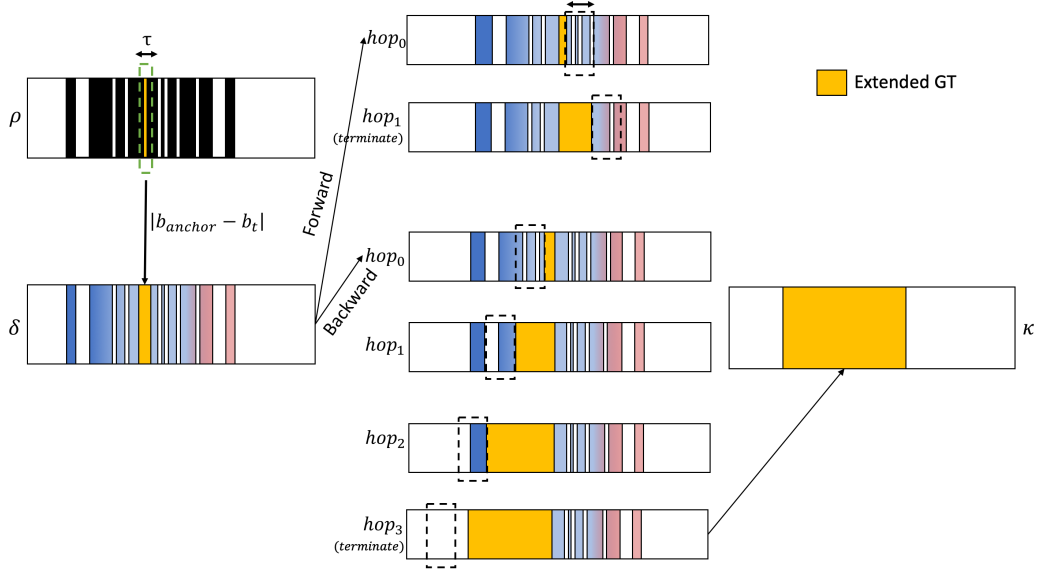 τ
ρ
|b_anchor − b_t|
δ
Forward
Backward
hop_0
hop_1
(terminate)
hop_0
hop_1
hop_2
hop_3
(terminate)
Extended GT
κ